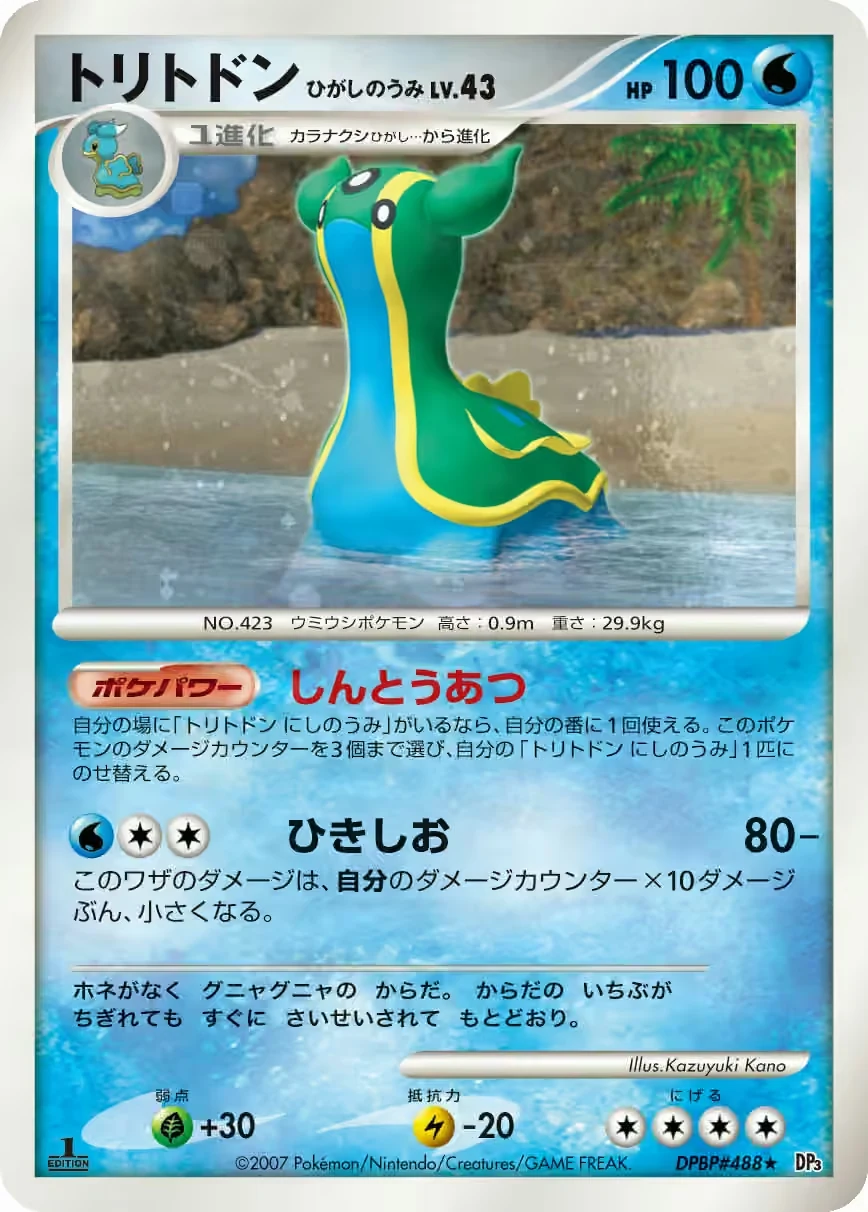 トリトドン ひがしのうみ LV.43 HP 100
1進化 カラナクシひがし…から進化
NO.423 ウミウシポケモン 高さ:0.9m 重さ:29.9kg
ポケパワー しんとうあつ
自分の場に「トリトドン にしのうみ」がいるなら、自分の番に1回使える。このポケ
モンのダメージカウンターを3個まで選び、自分の「トリトドン にしのうみ」1匹に
のせ替える。
ひきしお 80−
このワザのダメージは、自分のダメージカウンター×10ダメージ
ぶん、小さくなる。
ホネがなく グニャグニャの からだ。 からだの いちぶが
ちぎれても すぐに さいせいされて もとどおり。
Illus.Kazuyuki Kano
弱点 抵抗力 にげる
+30 -20
1 EDITION ©2007 Pokémon/Nintendo/Creatures/GAME FREAK. DPBP#488★ DP3